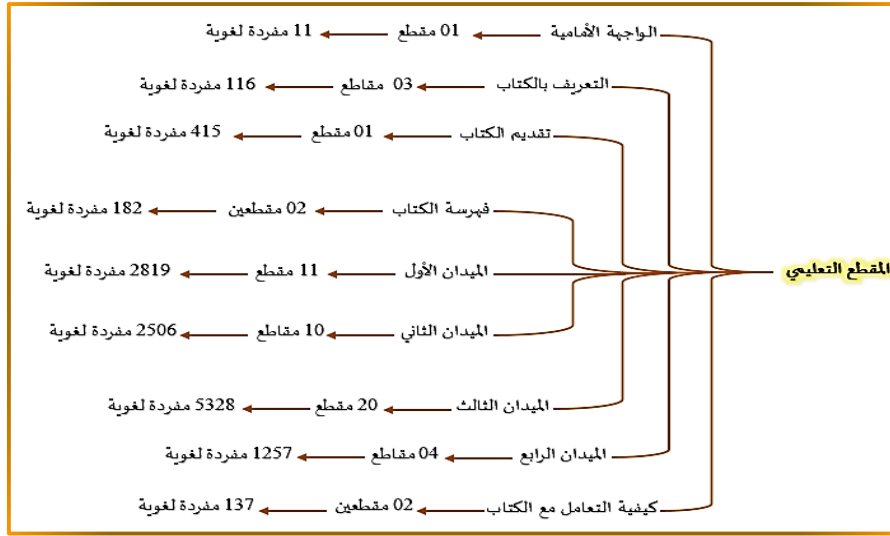 الواجهة الأمامية 01 مقطع 11 مفردة لغوية
التعريف بالكتاب 03 مقاطع 116 مفردة لغوية
تقديم الكتاب 01 مقطع 415 مفردة لغوية
فهرسة الكتاب 02 مقطعين 182 مفردة لغوية
المقطع التعليمي
الميدان الأول 11 مقطع 2819 مفردة لغوية
الميدان الثاني 10 مقاطع 2506 مفردة لغوية
الميدان الثالث 20 مقطع 5328 مفردة لغوية
الميدان الرابع 04 مقاطع 1257 مفردة لغوية
كيفية التعامل مع الكتاب 02 مقطعين 137 مفردة لغوية